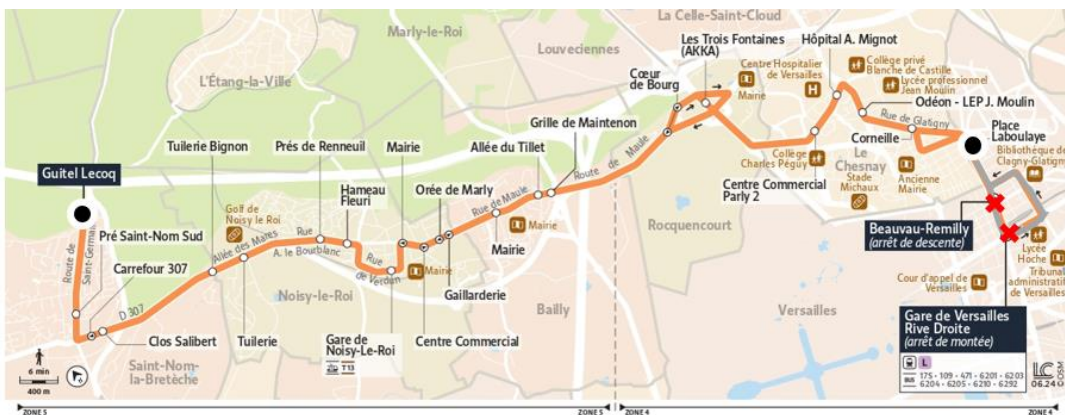 La Celle-Saint-Cloud
Marly-le-Roi
Louveciennes
L'Étang-la-Ville
Les Trois Fontaines
(AKKA)
Hôpital A. Mignot
Collège privé
Blanche de Castille
Lycée professionnel
Jean Moulin
Centre Hospitalier
de Versailles
H
Cœur
de Bourg
Mairie
Odéon - LEP J. Moulin
Grille de Maintenon
Rue de Glatigny
Place
Laboulaye
Corneille
Bibliothèque de
Clagny-Glatigny
Tuilerie Bignon
Prés de Renneuil
Mairie
Allée du Tillet
Route de Maule
Collège
Charles Péguy
Le
Chesnay
Guitel Lecoq
Hameau
Fleuri
Orée de Marly
Rue de Maule
Centre Commercial
Parly 2
Stade
Michaux
Ancienne
Mairie
Golf de
Noisy le Roi
Pré Saint-Nom Sud
Allée des Mates
Rue
A. le Bourblanc
Mairie
Mairie
Rocquencourt
Beauvau-Remilly
(arrêt de descente)
Route de
Saint-Germain
Carrefour 307
Rue
de Verdun
Mairie
Lycée
Hoche
Tribunal
administratif
de Versailles
Cour d'appel de
Versailles
D 307
Noisy-le-Roi
Gaillarderie
Bailly
Versailles
Clos Salibert
Tuilerie
Gare de
Noisy-Le-Roi
T13
Centre Commercial
Saint-Nom-
la-Bretèche
Gare de Versailles
Rive Droite
(arrêt de montée)
L
175 - 109 - 471 - 6201 - 6203
6204 - 6205 - 6210 - 6292
6 min
400 m
LC
06.24
© OSM
ZONE 5
ZONE 5
ZONE 4
ZONE 4